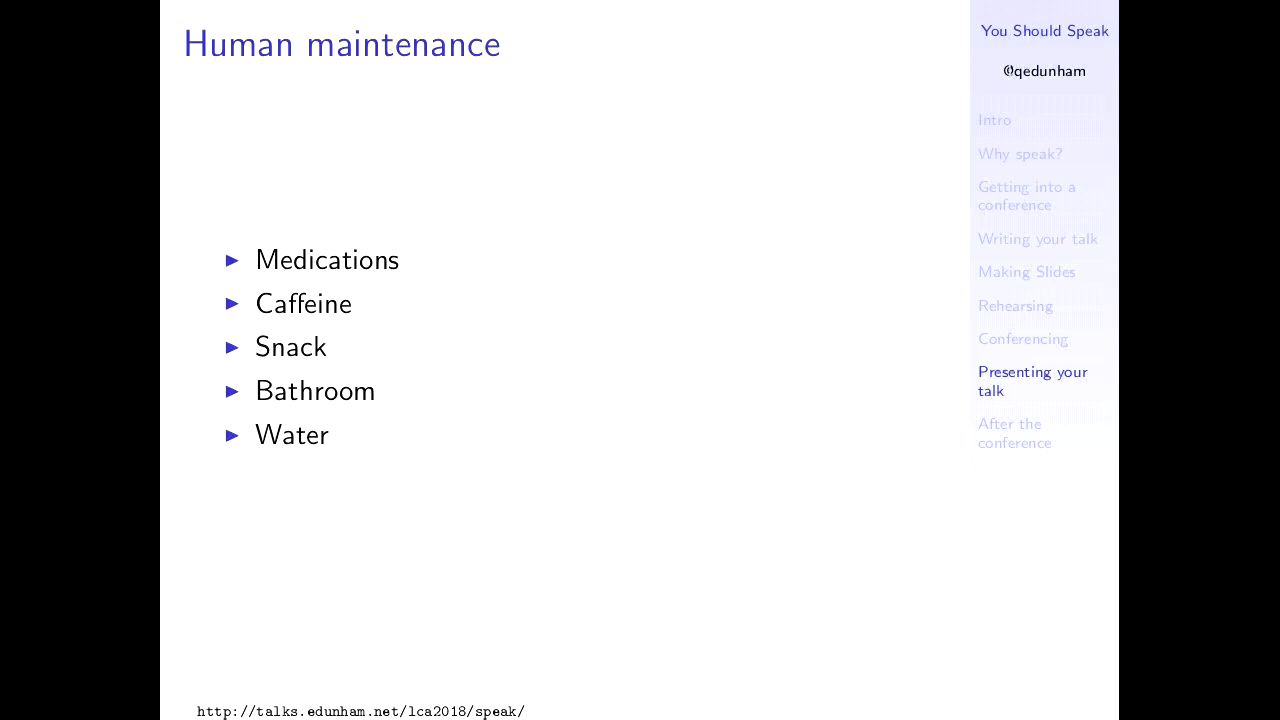 Human maintenance
Medications
Caffeine
Snack
Bathroom
Water
http://talks.edunham.net/lca2018/speak/
You Should Speak
@qedunham
Intro
Why speak?
Getting into a
conference
Writing your talk
Making Slides
Rehearsing
Conferencing
Presenting your
talk
After the
conference